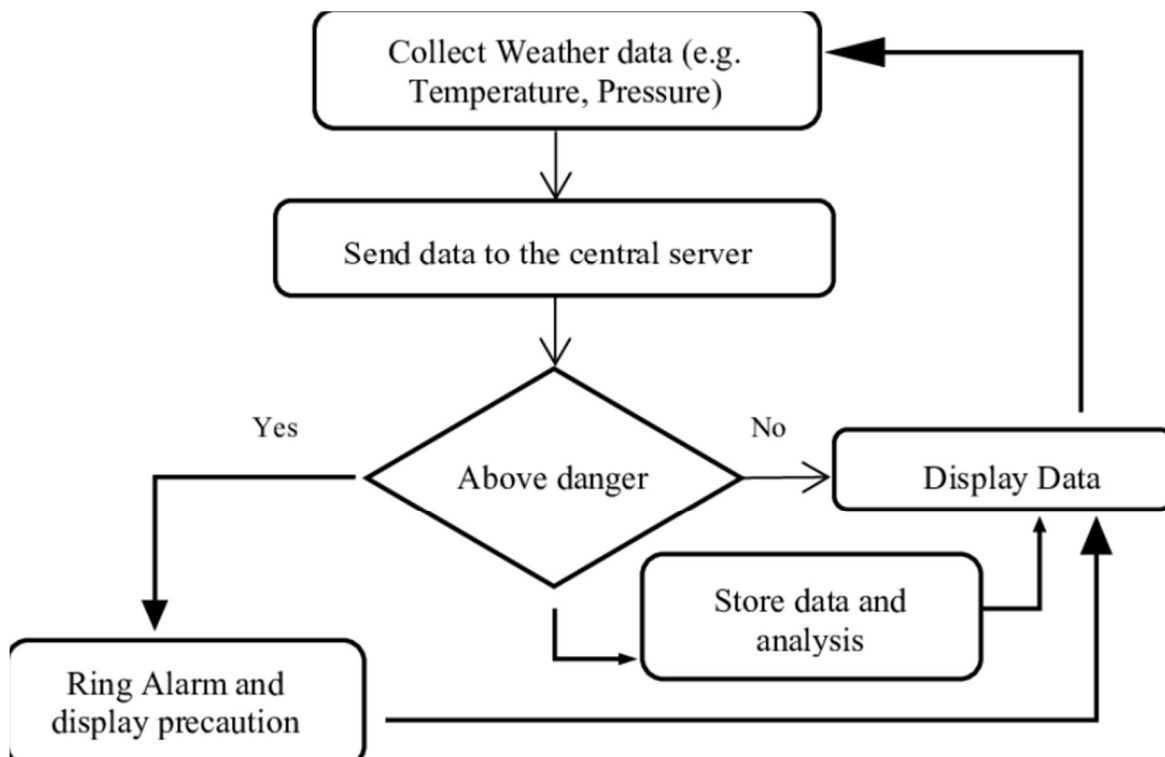 Collect Weather data (e.g.
Temperature, Pressure)
Send data to the central server
Yes
No
Above danger
Display Data
Store data and
analysis
Ring Alarm and
display precaution